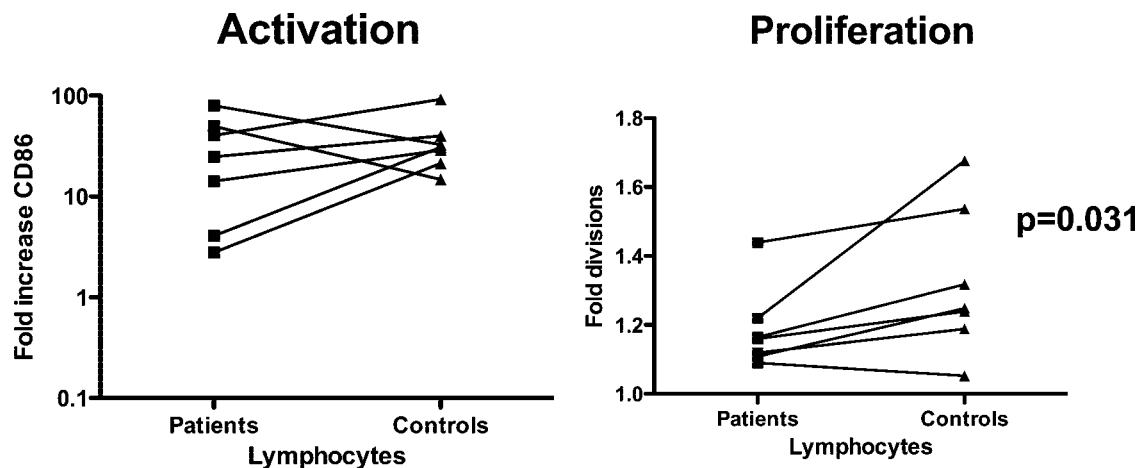 Activation
Fold increase CD86
100
10
1
0.1
Patients Controls
Lymphocytes
Proliferation
Fold divisions
1.8
1.6
1.4
1.2
1.0
Patients Controls
Lymphocytes
p=0.031